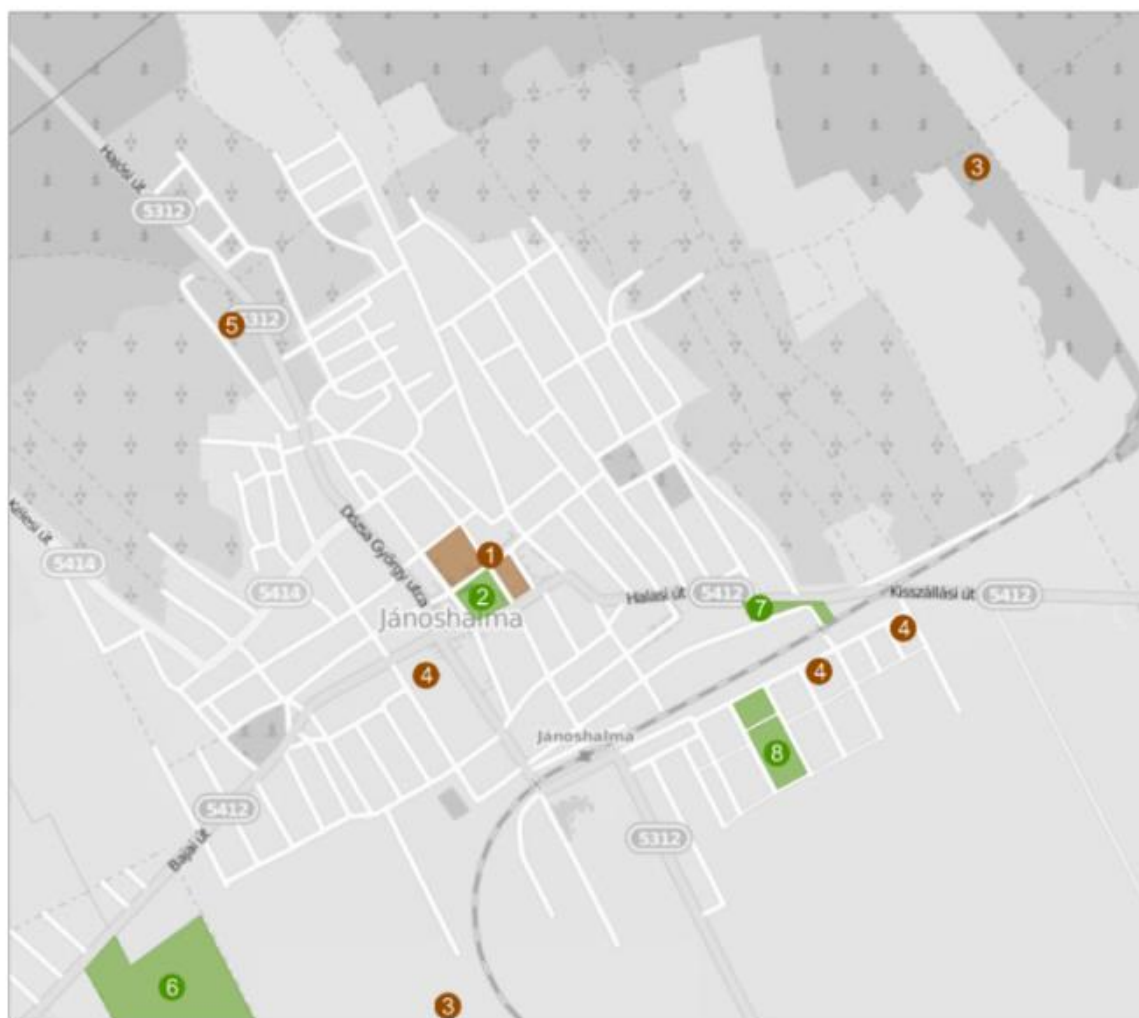 3
Hajósi út
5312
5
5312
Kélesi út
5414
5414
Dózsa György utca
1
2
Jánoshalma
Halasi út
5412
7
Kisszállási út
5412
4
4
4
Jánoshalma
8
5412
Bajai út
5312
6
3